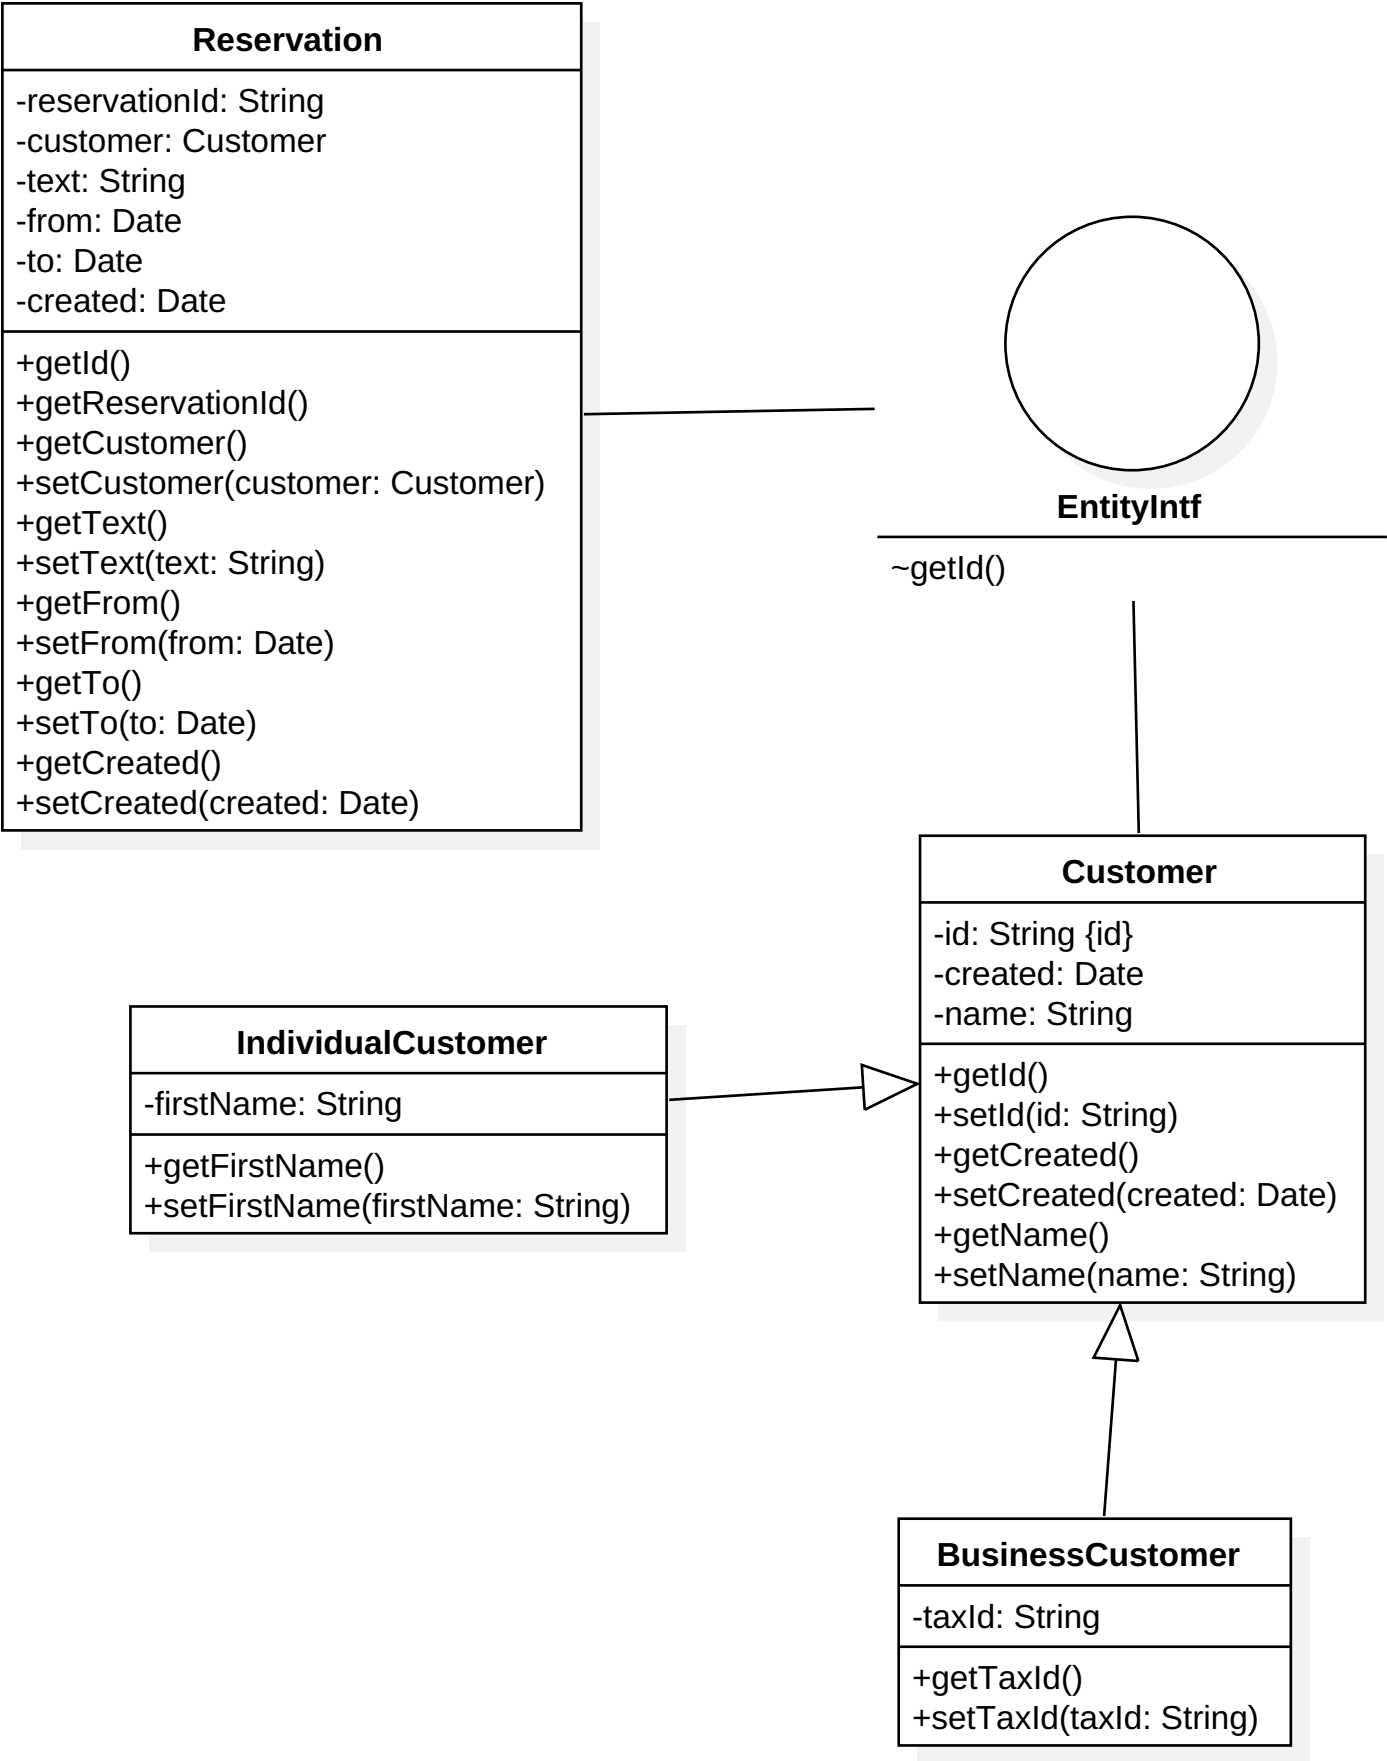 Reservation
-reservationId: String
-customer: Customer
-text: String
-from: Date
-to: Date
-created: Date
+getId()
+getReservationId()
+getCustomer()
+setCustomer(customer: Customer)
+getText()
+setText(text: String)
+getFrom()
+setFrom(from: Date)
+getTo()
+setTo(to: Date)
+getCreated()
+setCreated(created: Date)
EntityIntf
~getId()
Customer
-id: String {id}
-created: Date
-name: String
+getId()
+setId(id: String)
+getCreated()
+setCreated(created: Date)
+getName()
+setName(name: String)
IndividualCustomer
-firstName: String
+getFirstName()
+setFirstName(firstName: String)
BusinessCustomer
-taxId: String
+getTaxId()
+setTaxId(taxId: String)